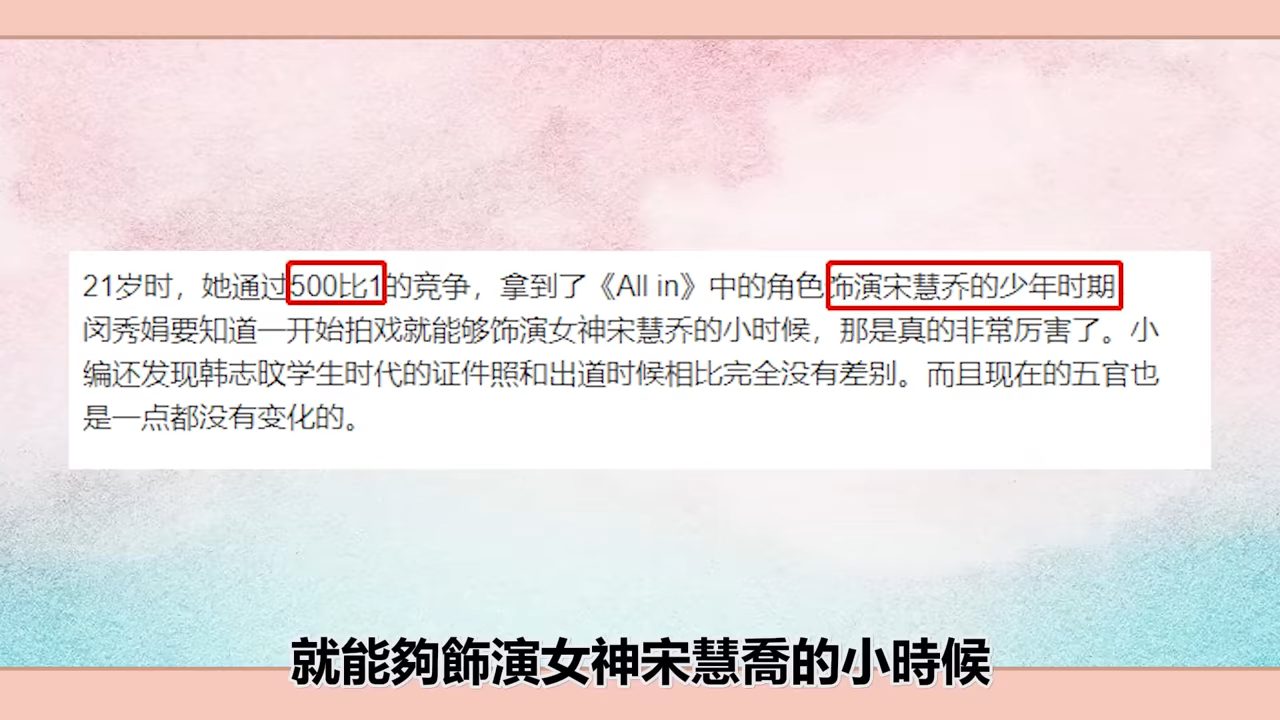 21岁时，她通过500比1的竞争，拿到了《All in》中的角色饰演宋慧乔的少年时期
闵秀娟要知道一开始拍戏就能够饰演女神宋慧乔的小时候，那是真的非常厉害了。小
编还发现韩志旼学生时代的证件照和出道时候相比完全没有差别。而且现在的五官也
是一点都没有变化的。
就能夠飾演女神宋慧喬的小時候